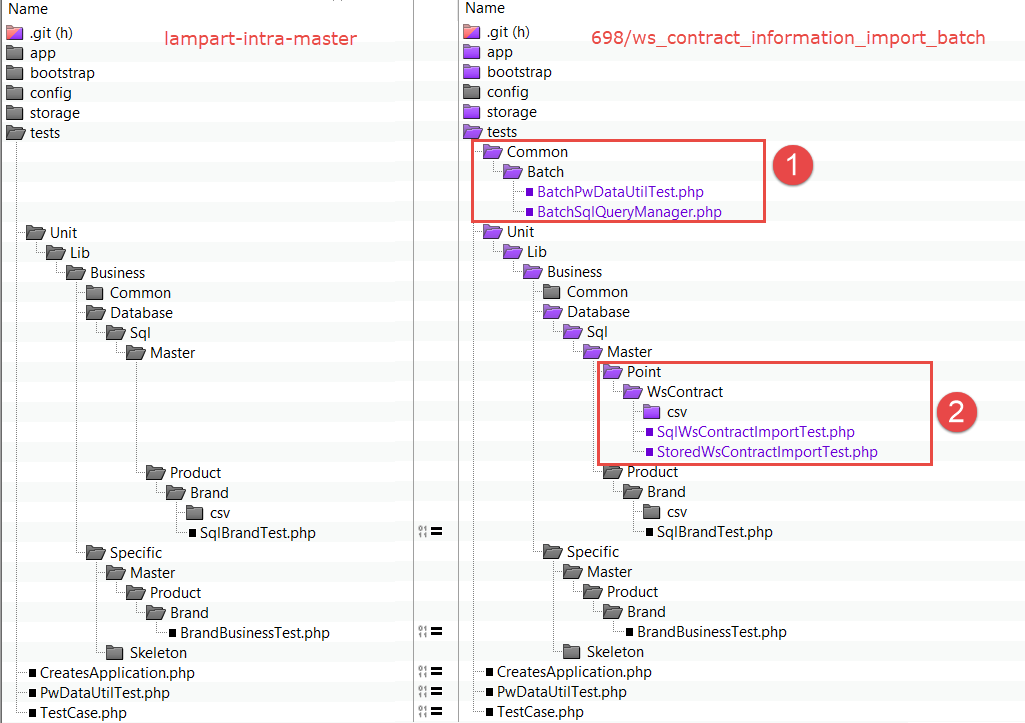 Name
.git (h)
lampart-intra-master
app
bootstrap
config
storage
tests
Unit
Lib
Business
Common
Database
Sql
Master
Product
Brand
csv
SqlBrandTest.php
Specific
Master
Product
Brand
BrandBusinessTest.php
Skeleton
CreatesApplication.php
PwDataUtilTest.php
TestCase.php
Name
.git (h)
698/ws_contract_information_import_batch
app
bootstrap
config
storage
tests
Common
1
Batch
BatchPwDataUtilTest.php
BatchSqlQueryManager.php
Unit
Lib
Business
Common
Database
Sql
Master
Point
WsContract
csv
2
SqlWsContractImportTest.php
StoredWsContractImportTest.php
Product
Brand
csv
SqlBrandTest.php
Specific
Master
Product
Brand
BrandBusinessTest.php
Skeleton
CreatesApplication.php
PwDataUtilTest.php
TestCase.php